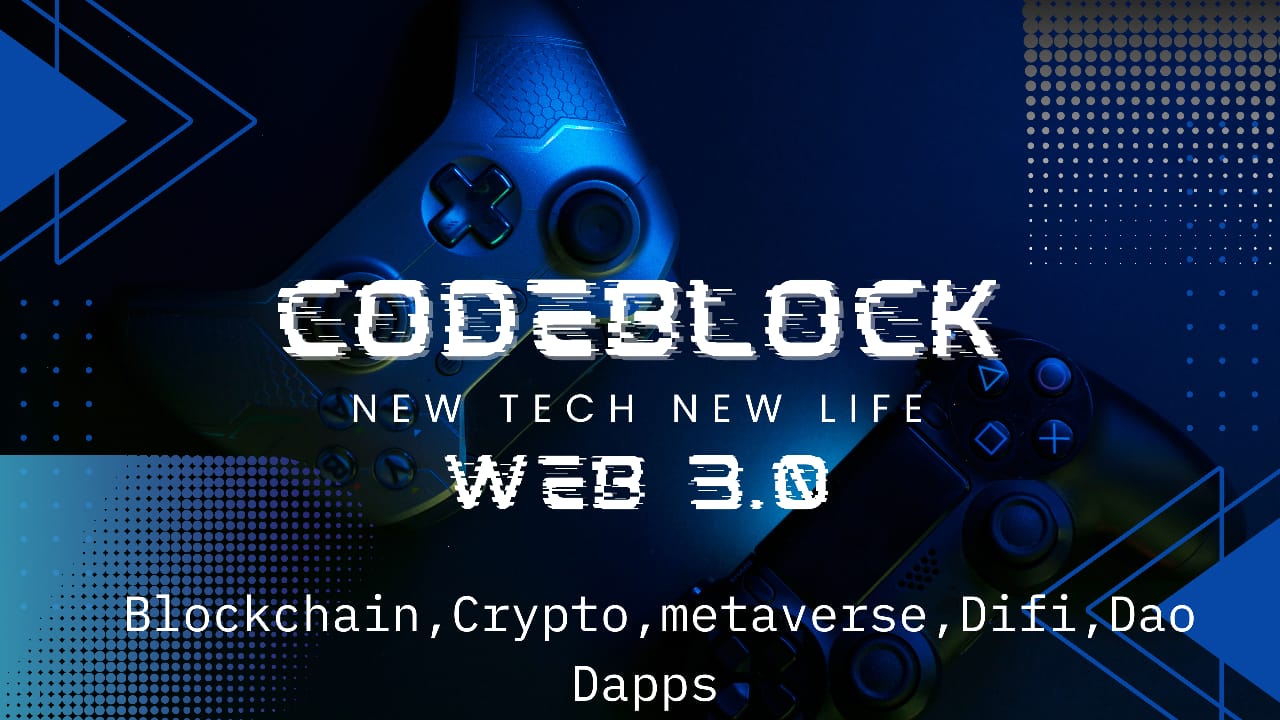 CODEBLOCK
NEW TECH NEW LIFE
WEB 3.0
Blockchain,Crypto,metaverse,Difi,Dao
Dapps